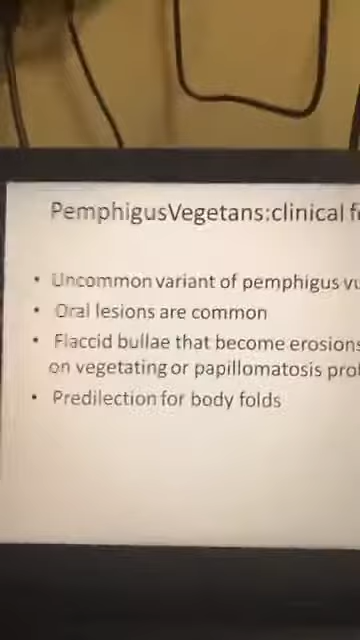 PemphigusVegetans:clinical
• Uncommon variant of pemphigus
• Oral lesions are common
• Flaccid bullae that become erosions
on vegetating or papillomatosis
• Predilection for body folds